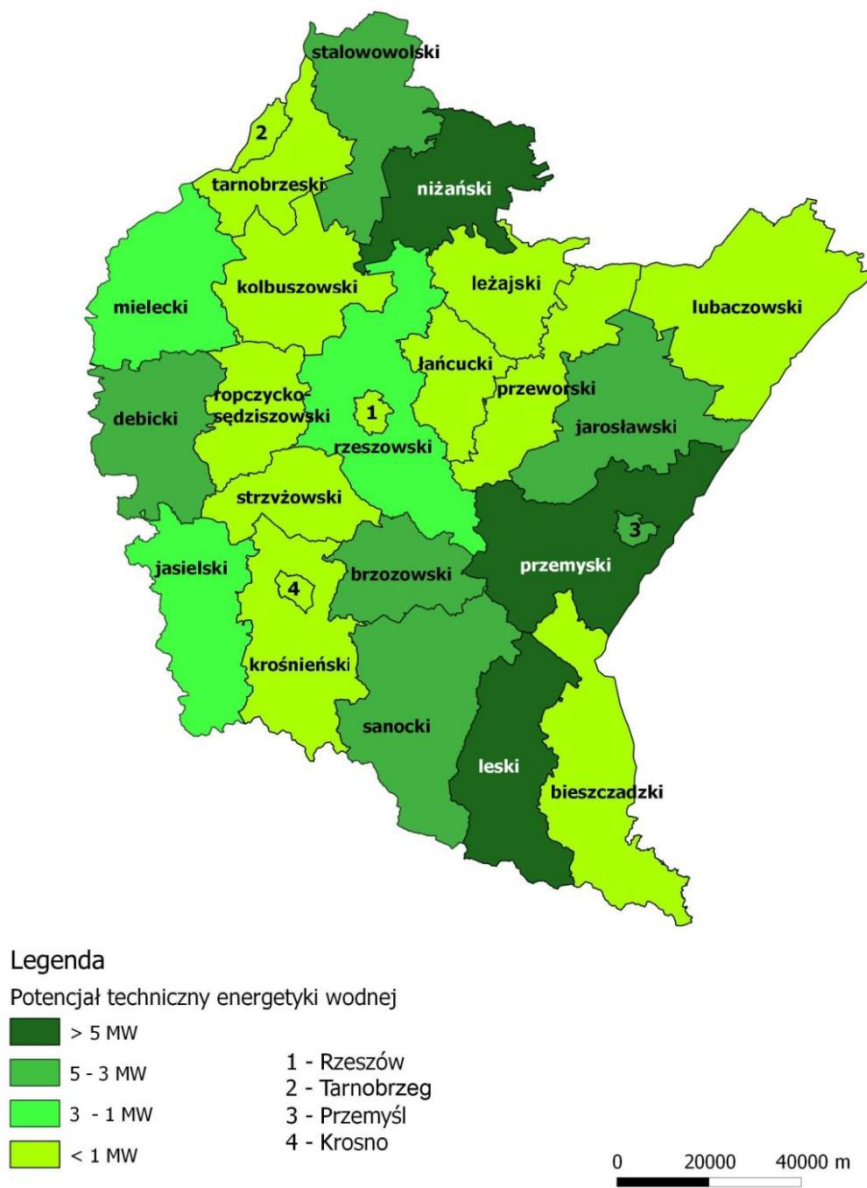 stalowowolski
2
tarnobrzeski
niżański
kolbuszowski
leżajski
mielecki
lubaczowski
łańcucki
ropczycko-
sędziszowski
przeworski
debicki
1
jarosławski
rzeszowski
strzyżowski
3
jasielski
brzozowski
przemyski
4
krośnieński
sanocki
leski
bieszczadzki
Legenda
Potencjał techniczny energetyki wodnej
> 5 MW
5 - 3 MW
3 - 1 MW
< 1 MW
1 - Rzeszów
2 - Tarnobrzeg
3 - Przemyśl
4 - Krosno
0 20000 40000 m